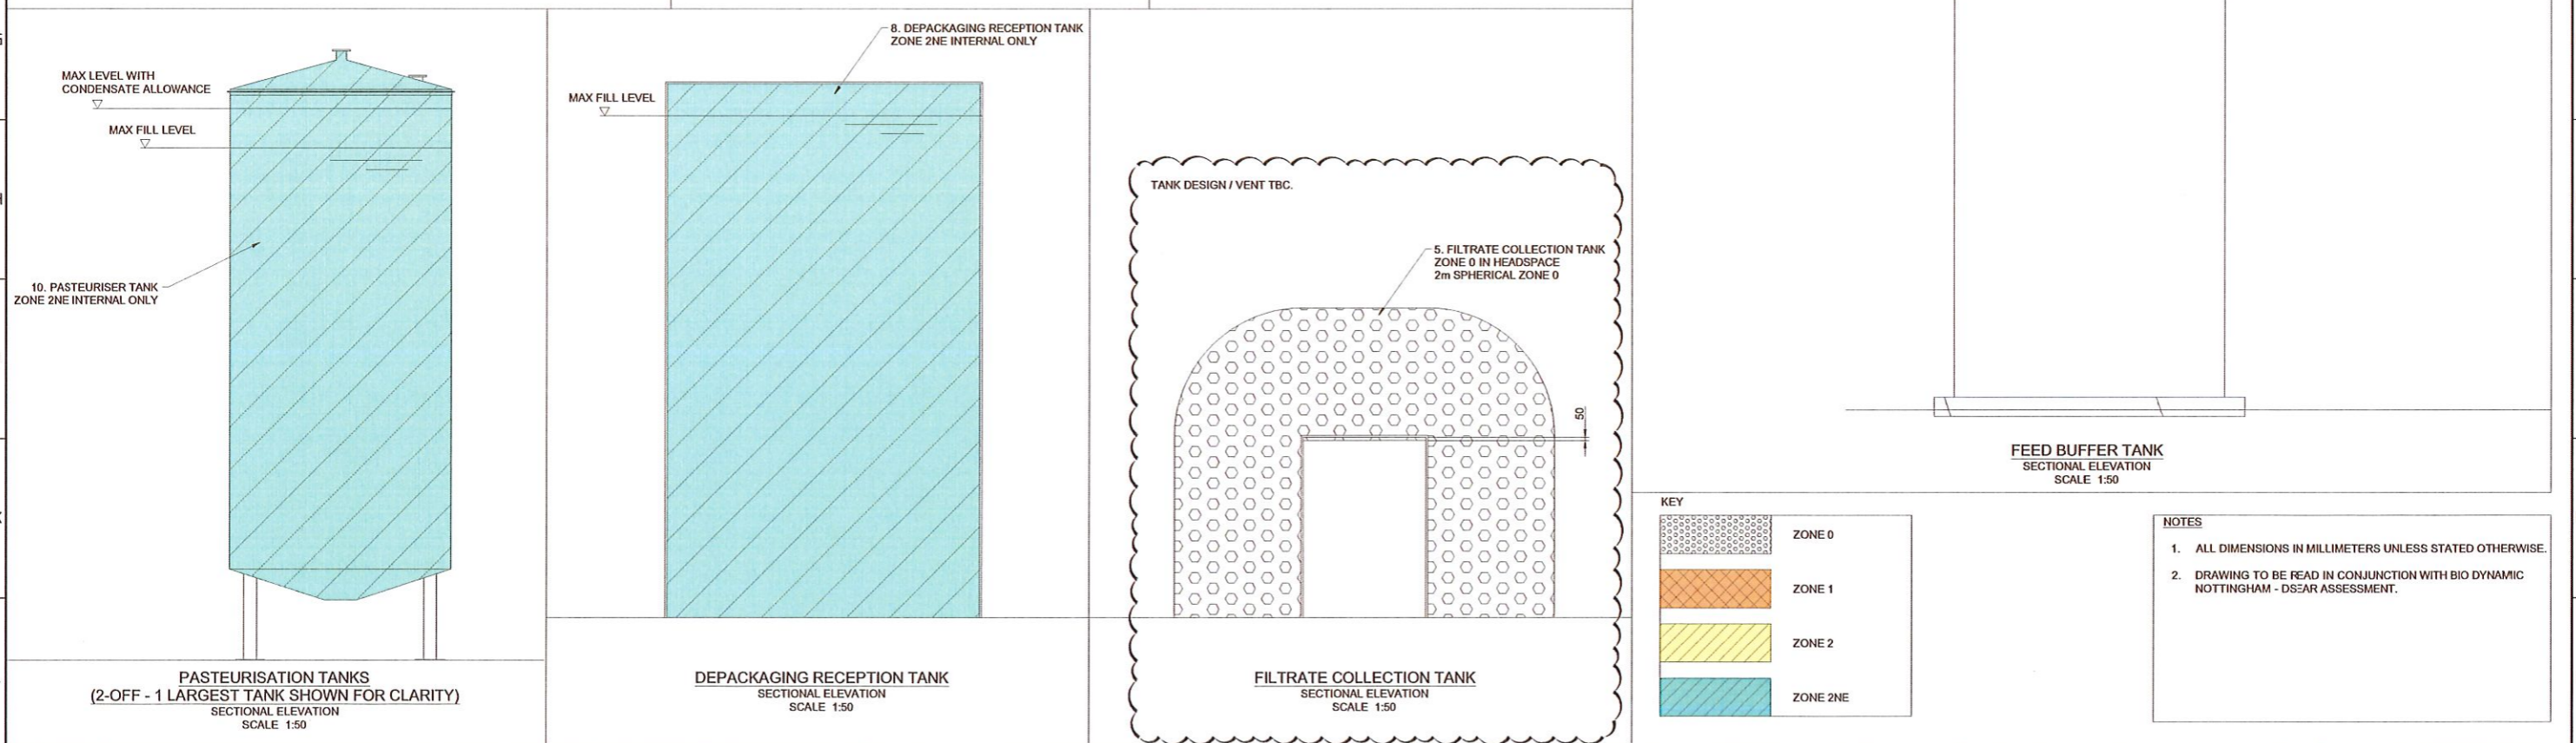 MAX LEVEL WITH
CONDENSATE ALLOWANCE
MAX FILL LEVEL
10. PASTEURISER TANK
ZONE 2NE INTERNAL ONLY
PASTEURISATION TANKS
(2-OFF - 1 LARGEST TANK SHOWN FOR CLARITY)
SECTIONAL ELEVATION
SCALE 1:50
8. DEPACKAGING RECEPTION TANK
ZONE 2NE INTERNAL ONLY
MAX FILL LEVEL
DEPACKAGING RECEPTION TANK
SECTIONAL ELEVATION
SCALE 1:50
TANK DESIGN / VENT TBC.
5. FILTRATE COLLECTION TANK
ZONE 0 IN HEADSPACE
2m SPHERICAL ZONE 0
50
FILTRATE COLLECTION TANK
SECTIONAL ELEVATION
SCALE 1:50
FEED BUFFER TANK
SECTIONAL ELEVATION
SCALE 1:50
KEY
ZONE 0
ZONE 1
ZONE 2
ZONE 2NE
NOTES
1. ALL DIMENSIONS IN MILLIMETERS UNLESS STATED OTHERWISE.
2. DRAWING TO BE READ IN CONJUNCTION WITH BIO DYNAMIC
NOTTINGHAM - DSEAR ASSESSMENT.